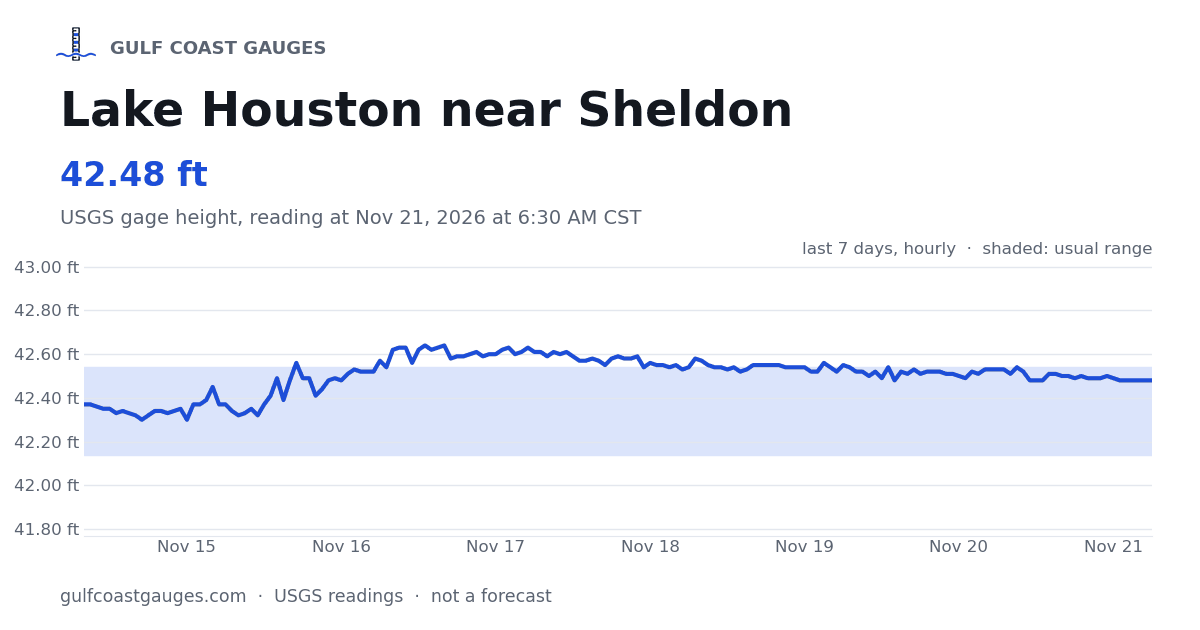 GULF COAST GAUGES
Lake Houston near Sheldon
42.48 ft
USGS gage height, reading at Nov 21, 2026 at 6:30 AM CST
last 7 days, hourly · shaded: usual range
43.00 ft
42.80 ft
42.60 ft
42.40 ft
42.20 ft
42.00 ft
41.80 ft
Nov 15 Nov 16 Nov 17 Nov 18 Nov 19 Nov 20 Nov 21
gulfcoastgauges.com · USGS readings · not a forecast